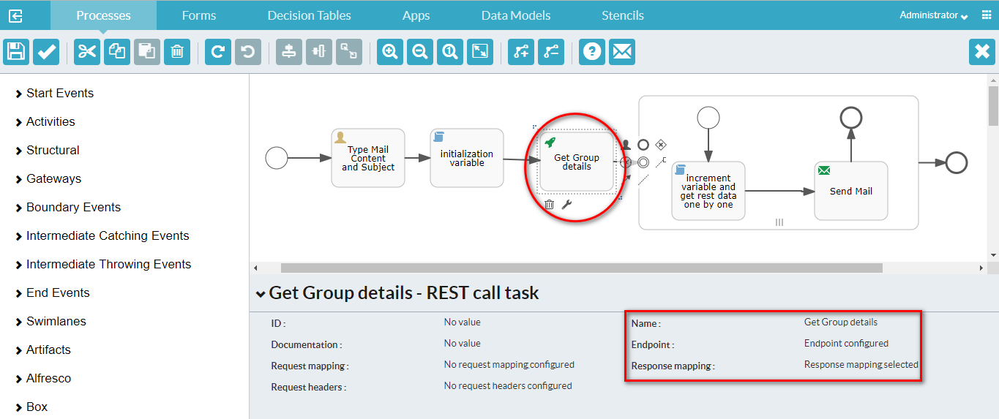 Processes Forms Decision Tables Apps Data Models Stencils Administrator
Start Events
Activities
Structural
Gateways
Boundary Events
Intermediate Catching Events
Intermediate Throwing Events
End Events
Swimlanes
Artifacts
Alfresco
Box
Type Mail
Content
and Subject
initialization
variable
Get Group
details
increment
variable and
get rest data
one by one
Send Mail
Get Group details - REST call task
ID : No value
Name : Get Group details
Documentation : No value
Endpoint : Endpoint configured
Request mapping : No request mapping configured
Response mapping : Response mapping selected
Request headers : No request headers configured